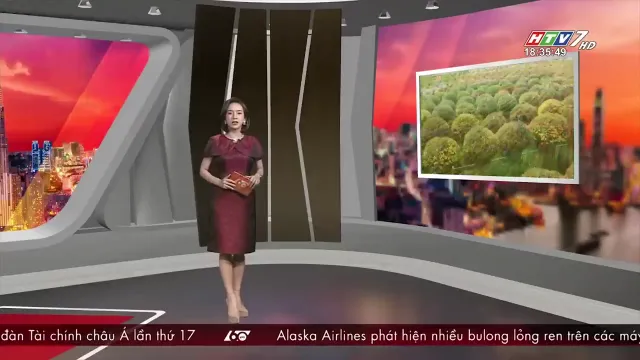 HTV7 HD
18:35:49
đàn Tài chính châu Á lần thứ 17 60 Alaska Airlines phát hiện nhiều bulong lỏng ren trên các máy